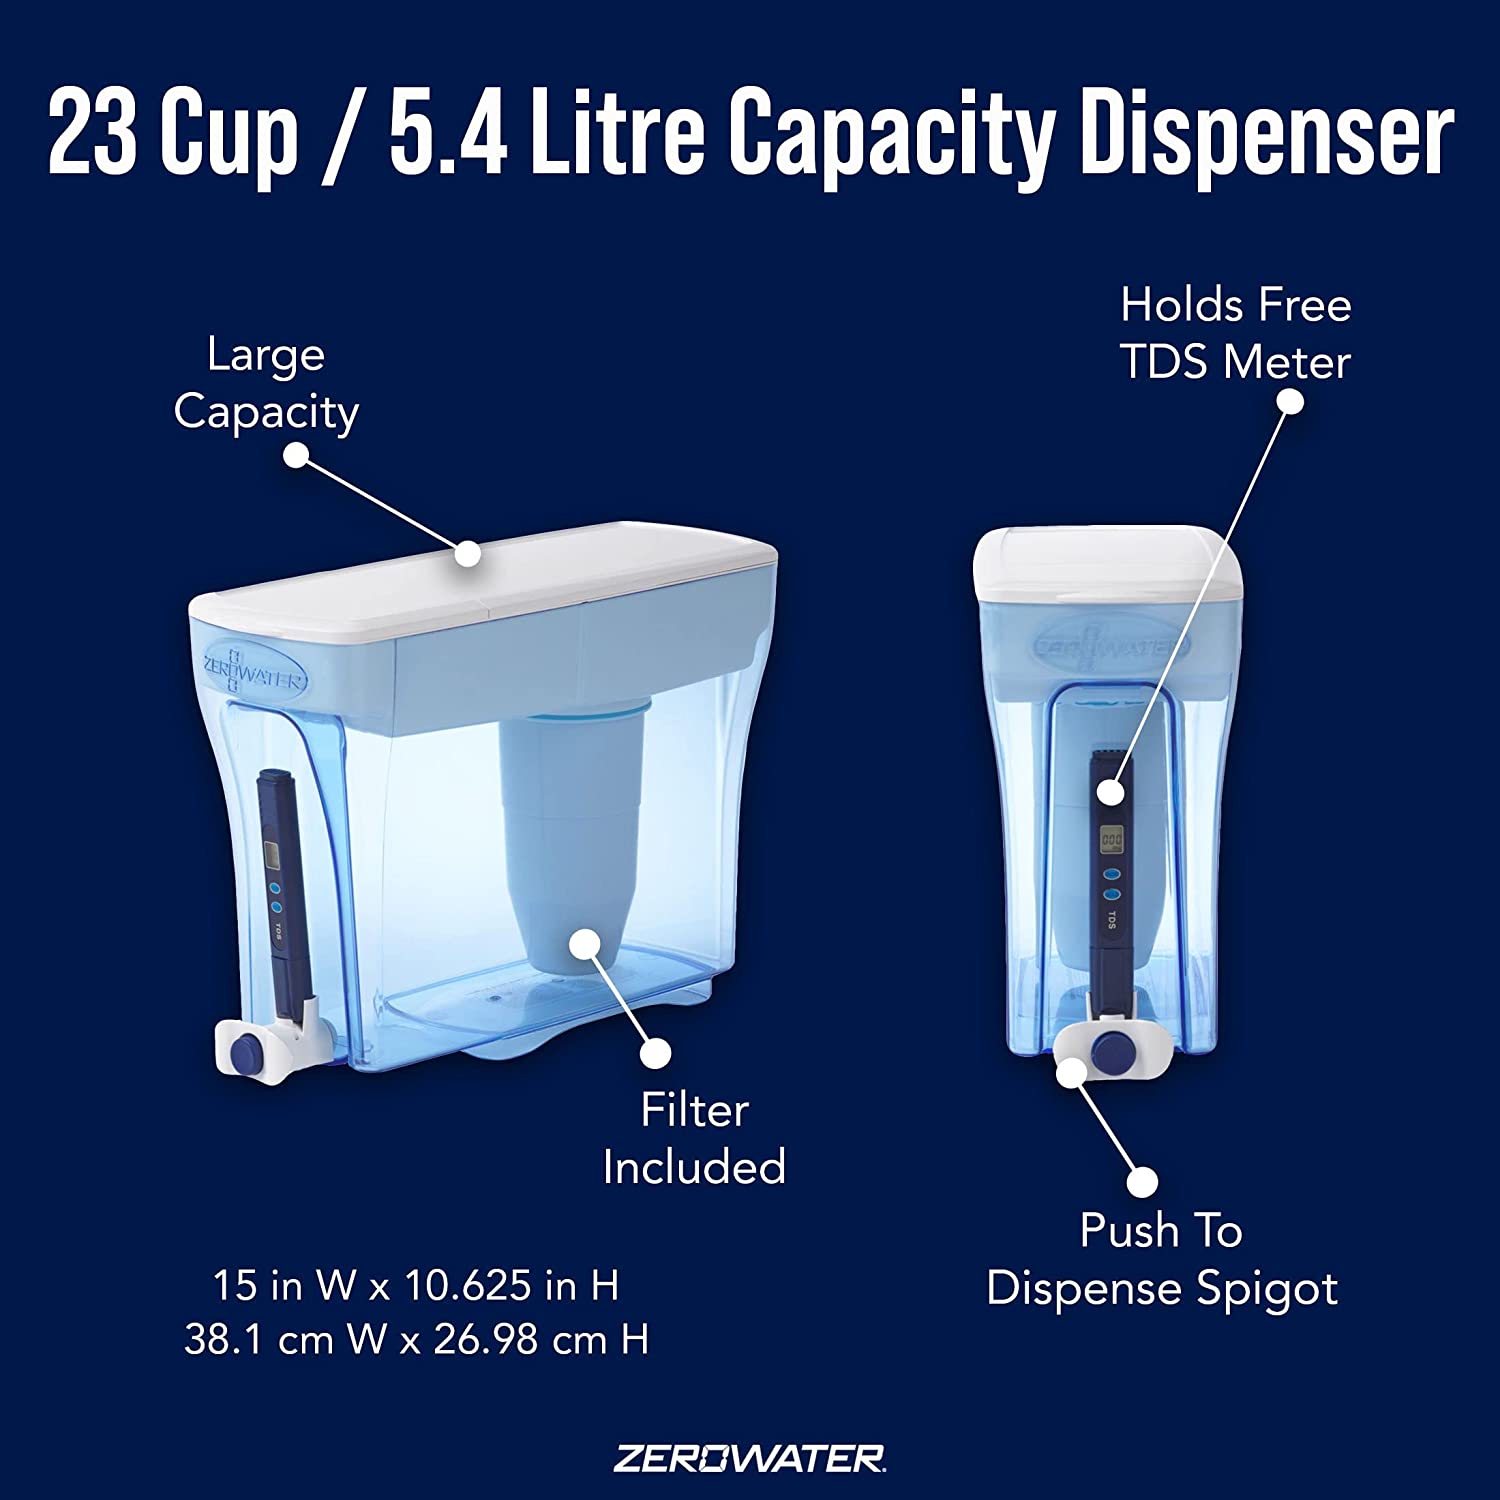 23 Cup / 5.4 Litre Capacity Dispenser
Holds Free
TDS Meter
Large
Capacity
ZEROWATER
ZEROWATER
000
TDS
TDS
Filter
Included
Push To
Dispense Spigot
15 in W x 10.625 in H
38.1 cm W x 26.98 cm H
ZEROWATER